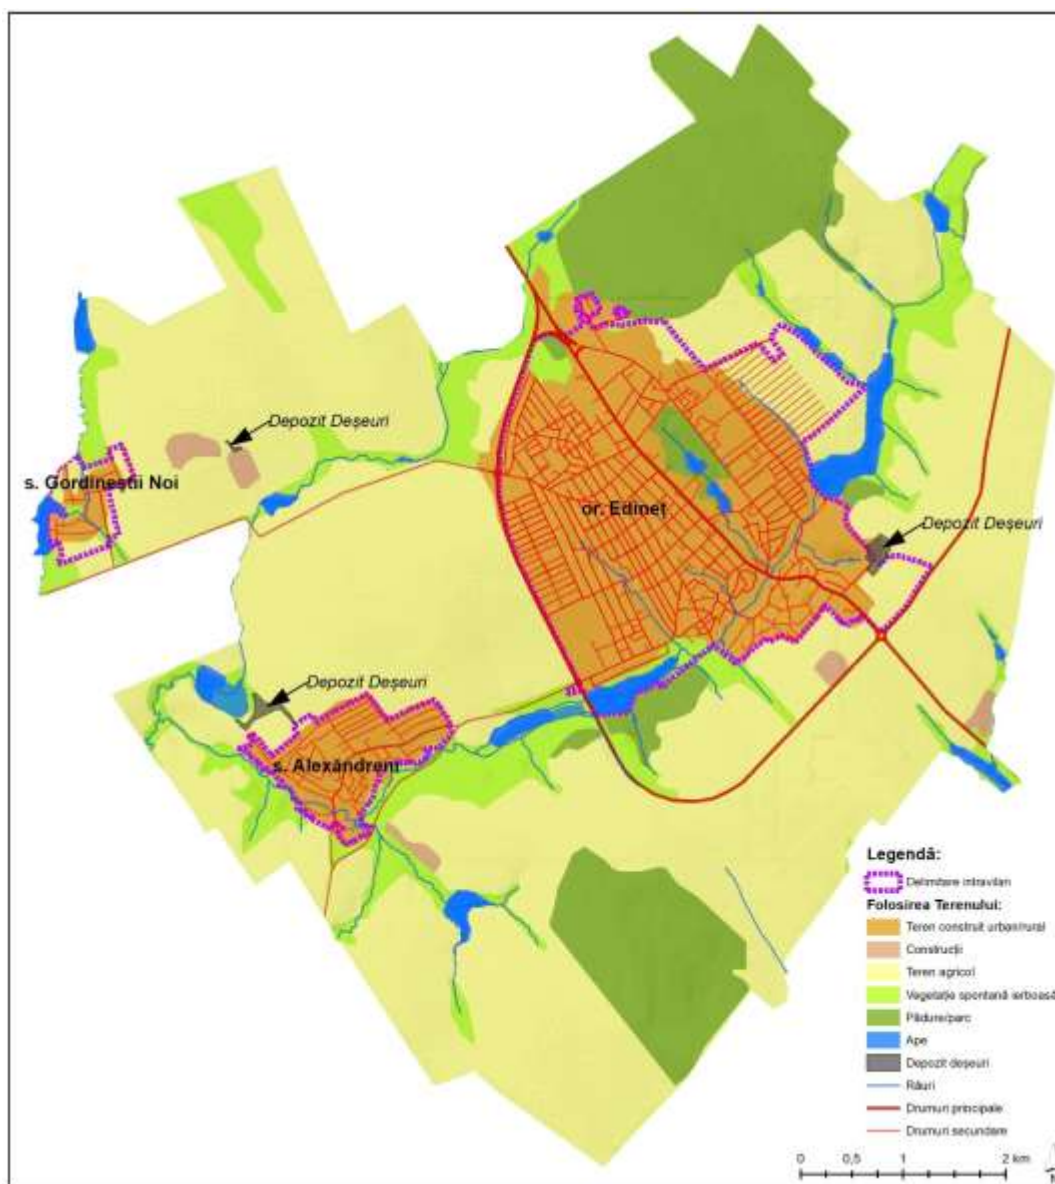 Depozit Deșeuri
s. Gordineștii Noi
or. Edineț
Depozit Deșeuri
Depozit Deșeuri
s. Alexăndreni
Legendă:
Delimitare intravilan
Folosirea Terenului:
Teren construit urban/rural
Construcții
Teren agricol
Vegetație spontană ierboasă
Pădure/parc
Ape
Depozit deșeuri
Râuri
Drumuri principale
Drumuri secundare
0 0,5 1 2 km